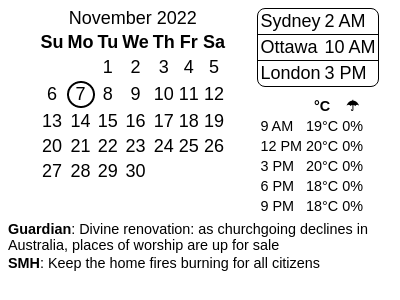 November 2022
Su Mo Tu We Th Fr Sa
1 2 3 4 5
6 7 8 9 10 11 12
13 14 15 16 17 18 19
20 21 22 23 24 25 26
27 28 29 30
Sydney 2 AM
Ottawa 10 AM
London 3 PM
°C ☂
9 AM 19°C 0%
12 PM 20°C 0%
3 PM 20°C 0%
6 PM 18°C 0%
9 PM 18°C 0%
Guardian: Divine renovation: as churchgoing declines in
Australia, places of worship are up for sale
SMH: Keep the home fires burning for all citizens